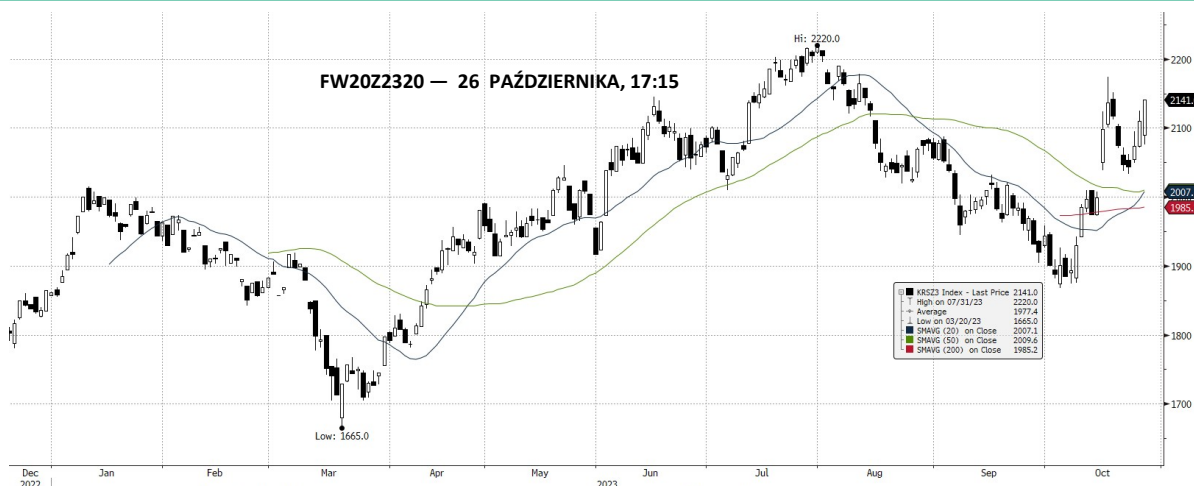 Hi: 2220.0
FW20Z2320 — 26 PAŹDZIERNIKA, 17:15
2200
2141.
2100
2007.
1985.
1900
1800
1700
KRSZ3 Index - Last Price 2141.0
High on 07/31/23 2220.0
Average 1977.4
Low on 03/20/23 1665.0
SMAVG (20) on Close 2007.1
SMAVG (50) on Close 2009.6
SMAVG (200) on Close 1985.2
Low: 1665.0
Dec Jan Feb Mar Apr May Jun Jul Aug Sep Oct
2022 2023